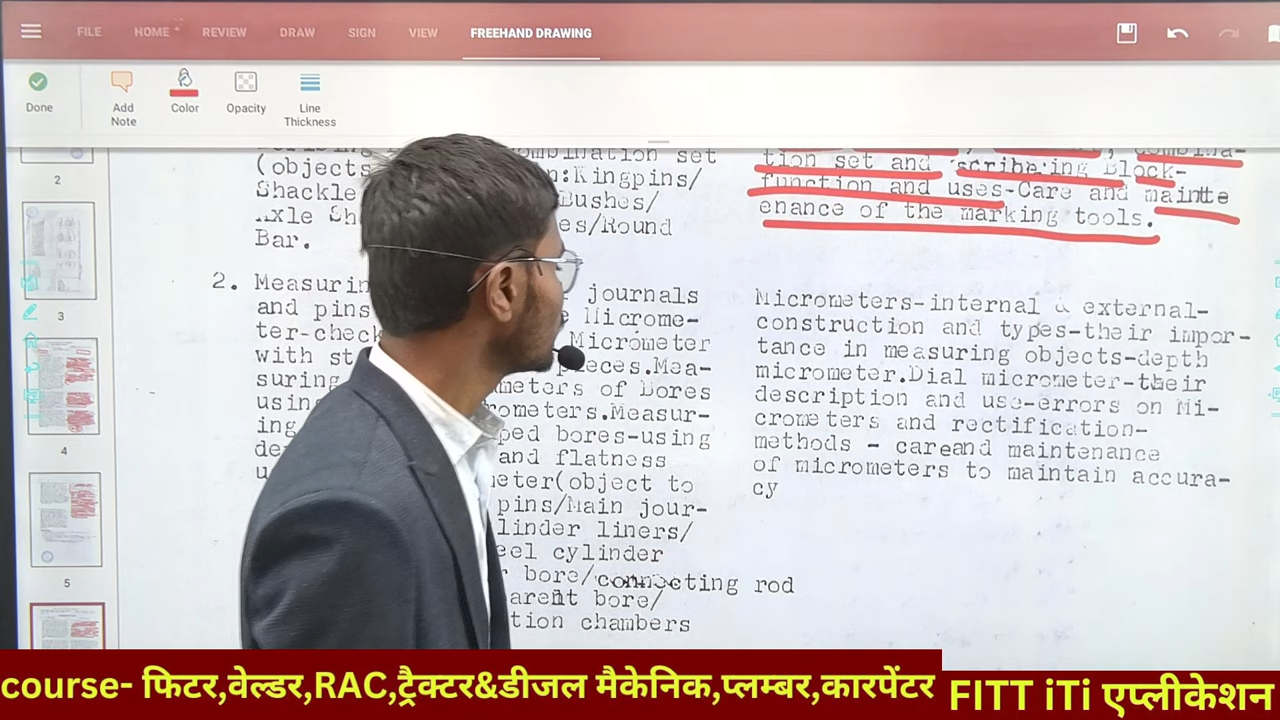 FILE HOME REVIEW DRAW SIGN VIEW FREEHAND DRAWING
Done
Add Note
Color
Opacity
Line Thickness
2
3
4
5
combination set
(objects :Kingpins/
Shackle Bushes/
es/Round
Bar.
tion set and scribeing Block-
function and uses-Care and maintte
enance of the marking tools.
2. Measurin journals
and pins Microme-
ter-check Micrometer
with st pieces.Mea-
suring meters of Bores
using rometers.Measur-
ing ped bores-using
and flatness
eter(object to
pins/Main jour-
linder liners/
eel cylinder
r bore/connecting rod
arent bore/
tion chambers
Micrometers-internal & external-
construction and types-their impor-
tance in measuring objects-depth
micrometer.Dial micrometer-their
description and use-errors on Mi-
crometers and rectification-
methods - careand maintenance
of micrometers to maintain accura-
cy
course- फिटर,वेल्डर,RAC,ट्रैक्टर&डीजल मैकेनिक,प्लम्बर,कारपेंटर
FITT iTi एप्लीकेशन